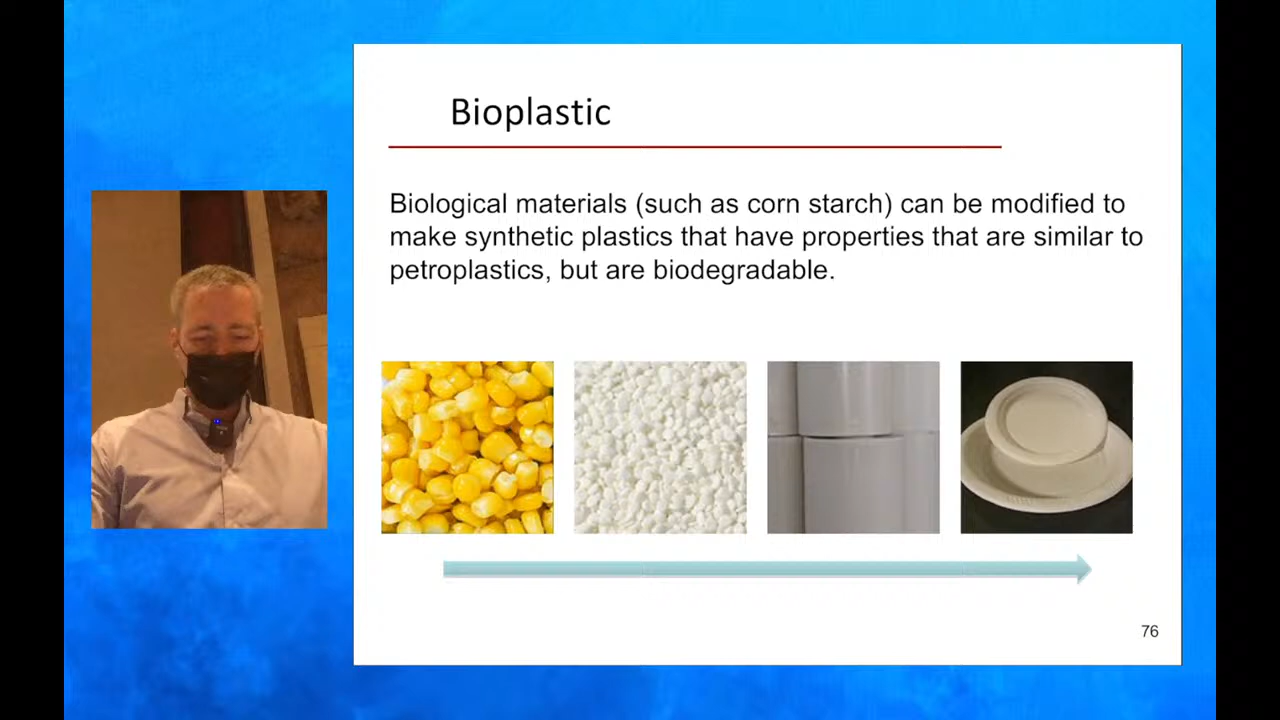 Bioplastic
Biological materials (such as corn starch) can be modified to
make synthetic plastics that have properties that are similar to
petroplastics, but are biodegradable.
76